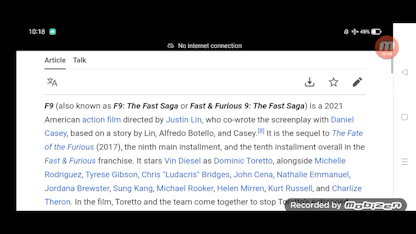 10:18
48%
No internet connection
Article Talk
F9 (also known as F9: The Fast Saga or Fast & Furious 9: The Fast Saga) is a 2021
American action film directed by Justin Lin, who co-wrote the screenplay with Daniel
Casey, based on a story by Lin, Alfredo Botello, and Casey.[8] It is the sequel to The Fate
of the Furious (2017), the ninth main installment, and the tenth installment overall in the
Fast & Furious franchise. It stars Vin Diesel as Dominic Toretto, alongside Michelle
Rodriguez, Tyrese Gibson, Chris "Ludacris" Bridges, John Cena, Nathalie Emmanuel,
Jordana Brewster, Sung Kang, Michael Rooker, Helen Mirren, Kurt Russell, and Charlize
Theron. In the film, Toretto and the team come together to stop
Recorded by mobizen